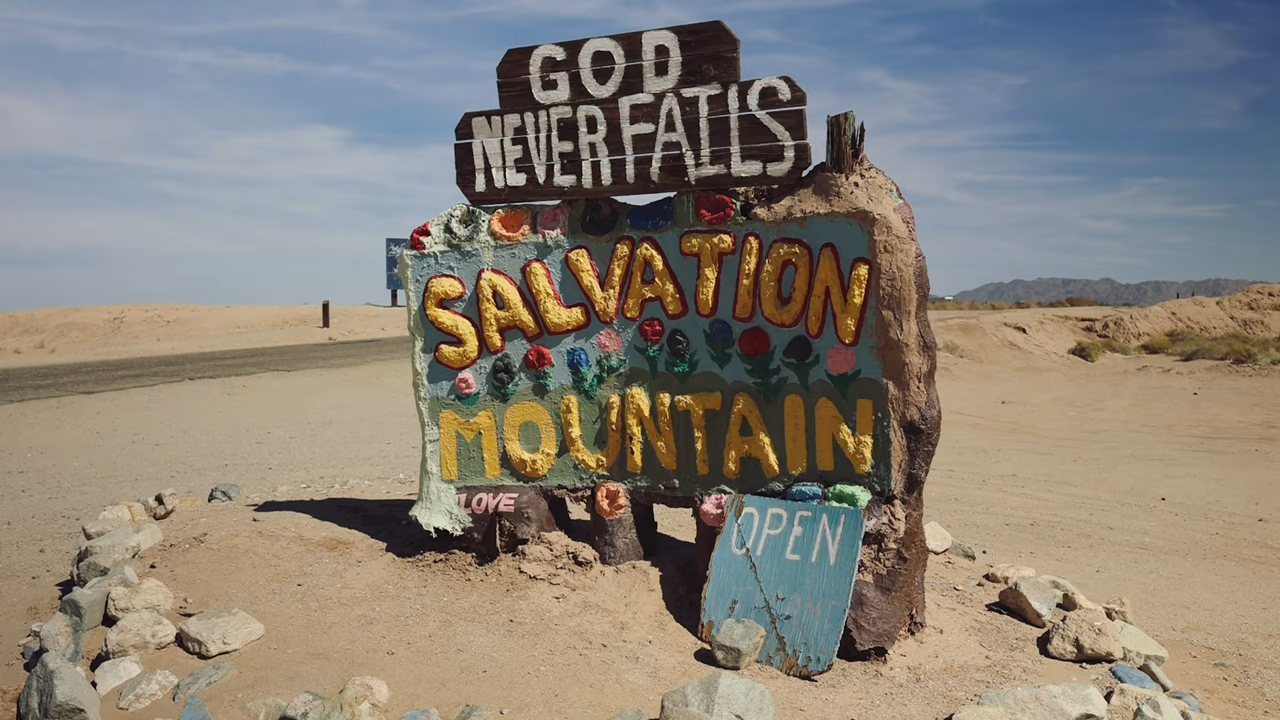 GOD
NEVER FAILS
SALVATION
MOUNTAIN
LOVE
OPEN